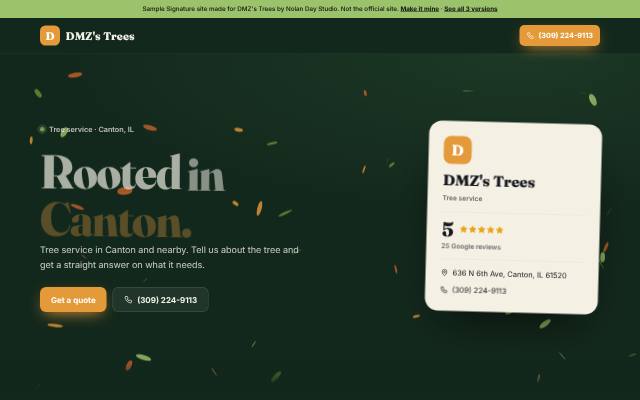 Sample Signature site made for DMZ's Trees by Nolan Day Studio. Not the official site. Make it mine · See all 3 versions
D DMZ's Trees
(309) 224-9113
Tree service · Canton, IL
Rooted in
Canton.
Tree service in Canton and nearby. Tell us about the tree and
get a straight answer on what it needs.
Get a quote
(309) 224-9113
D
DMZ's Trees
Tree service
5 ★★★★★
25 Google reviews
636 N 6th Ave, Canton, IL 61520
(309) 224-9113